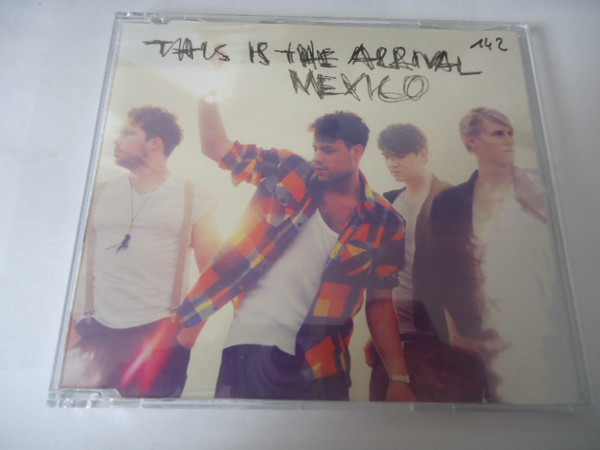 THIS IS THE ARRIVAL 142
MEXICO